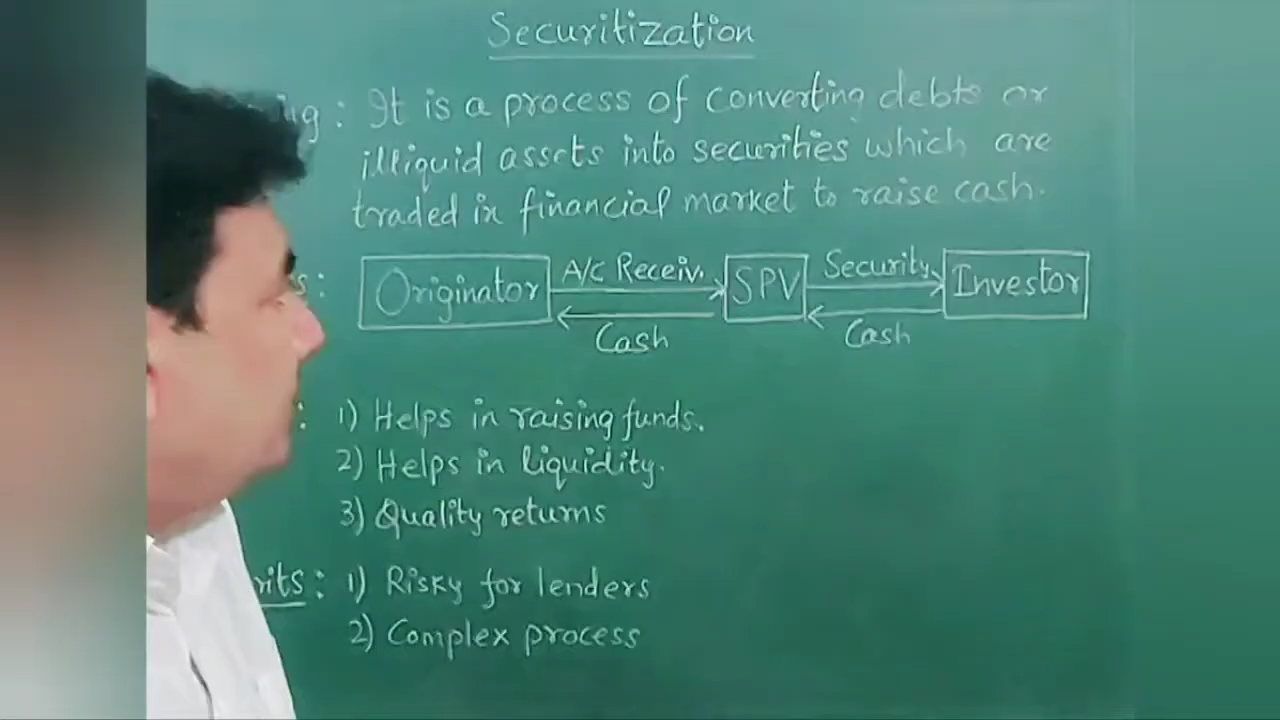 Securitization
: It is a process of converting debts or
illiquid assets into securities which are
traded in financial market to raise cash.
: Originator A/C Receiv. SPV Security Investor
Cash Cash
: 1) Helps in raising funds.
2) Helps in liquidity.
3) Quality returns
: 1) Risky for lenders
2) Complex process